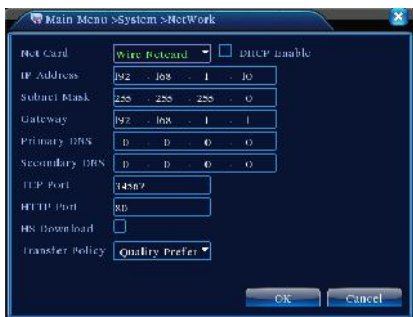 Main Menu >System >NetWork
Net Card Wire Netcard DHCP Enable
IP Address 192 . 168 . 1 . 10
Subnet Mask 255 . 255 . 255 . 0
Gateway 192 . 168 . 1 . 1
Primary DNS 0 . 0 . 0 . 0
Secondary DNS 0 . 0 . 0 . 0
TCP Port 34567
HTTP Port 80
HS Download
Transfer Policy Quality Prefer
OK Cancel